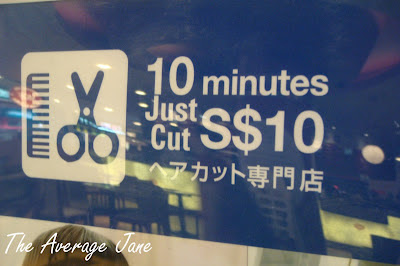 10 minutes
Just
Cut S$10
ヘアカット専門店
The Average Jane